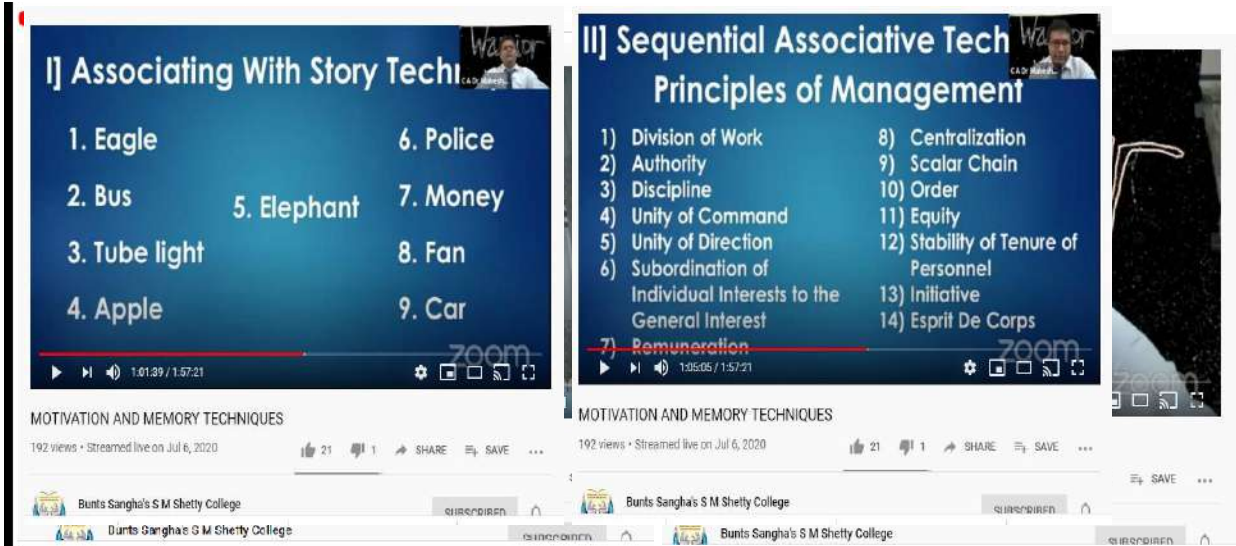 I] Associating With Story Techni
1. Eagle
2. Bus
3. Tube light
4. Apple
5. Elephant
6. Police
7. Money
8. Fan
9. Car
Warrior
zoom
1:01:39 / 1:57:21
MOTIVATION AND MEMORY TECHNIQUES
192 views • Streamed live on Jul 6, 2020
21 1 SHARE SAVE ...
Bunts Sangha's S M Shetty College
SUBSCRIBED
Bunts Sangha's S M Shetty College
SUBSCRIBED
II] Sequential Associative Tech
Principles of Management
1) Division of Work
2) Authority
3) Discipline
4) Unity of Command
5) Unity of Direction
6) Subordination of
Individual Interests to the
General Interest
7) Remuneration
8) Centralization
9) Scalar Chain
10) Order
11) Equity
12) Stability of Tenure of
Personnel
13) Initiative
14) Esprit De Corps
zoom
1:05:05 / 1:57:21
MOTIVATION AND MEMORY TECHNIQUES
192 views • Streamed live on Jul 6, 2020
21 1 SHARE SAVE ...
Bunts Sangha's S M Shetty College
SUBSCRIBED
Bunts Sangha's S M Shetty College
SUBSCRIBED
zoom
SAVE ...